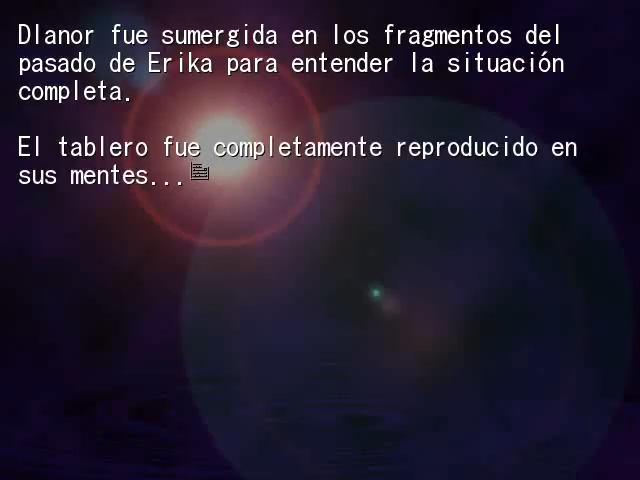 Dlanor fue sumergida en los fragmentos del
pasado de Erika para entender la situación
completa.
El tablero fue completamente reproducido en
sus mentes...